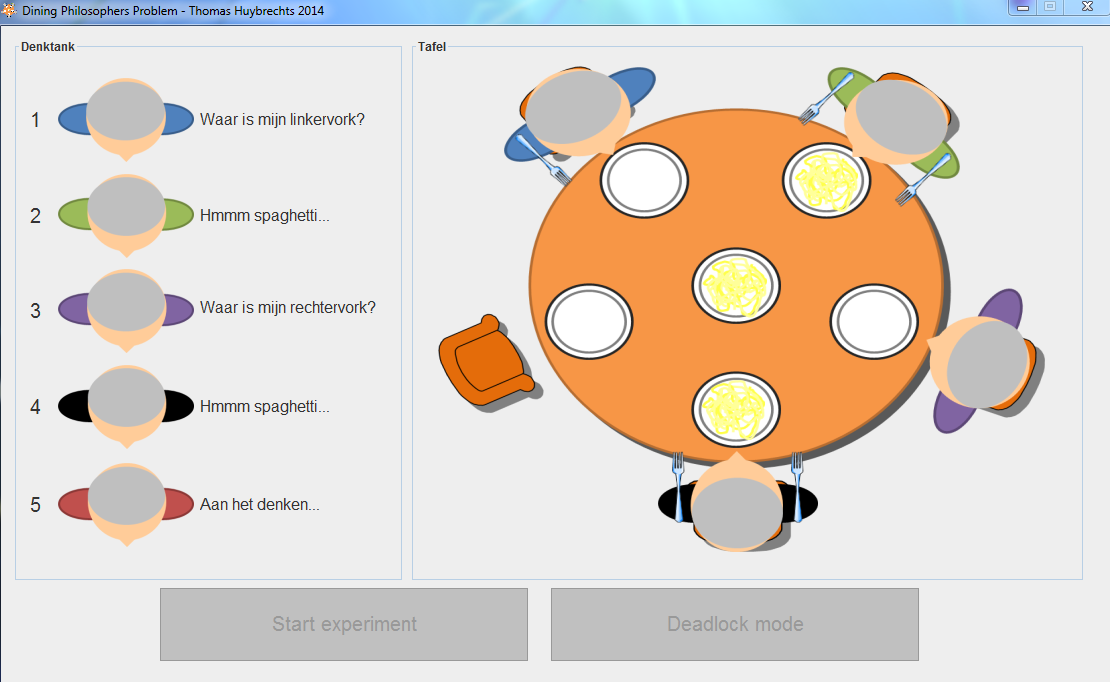 Dining Philosophers Problem - Thomas Huybrechts 2014
Denktank
Tafel
1 Waar is mijn linkervork?
2 Hmmm spaghetti...
3 Waar is mijn rechtervork?
4 Hmmm spaghetti...
5 Aan het denken...
Start experiment
Deadlock mode